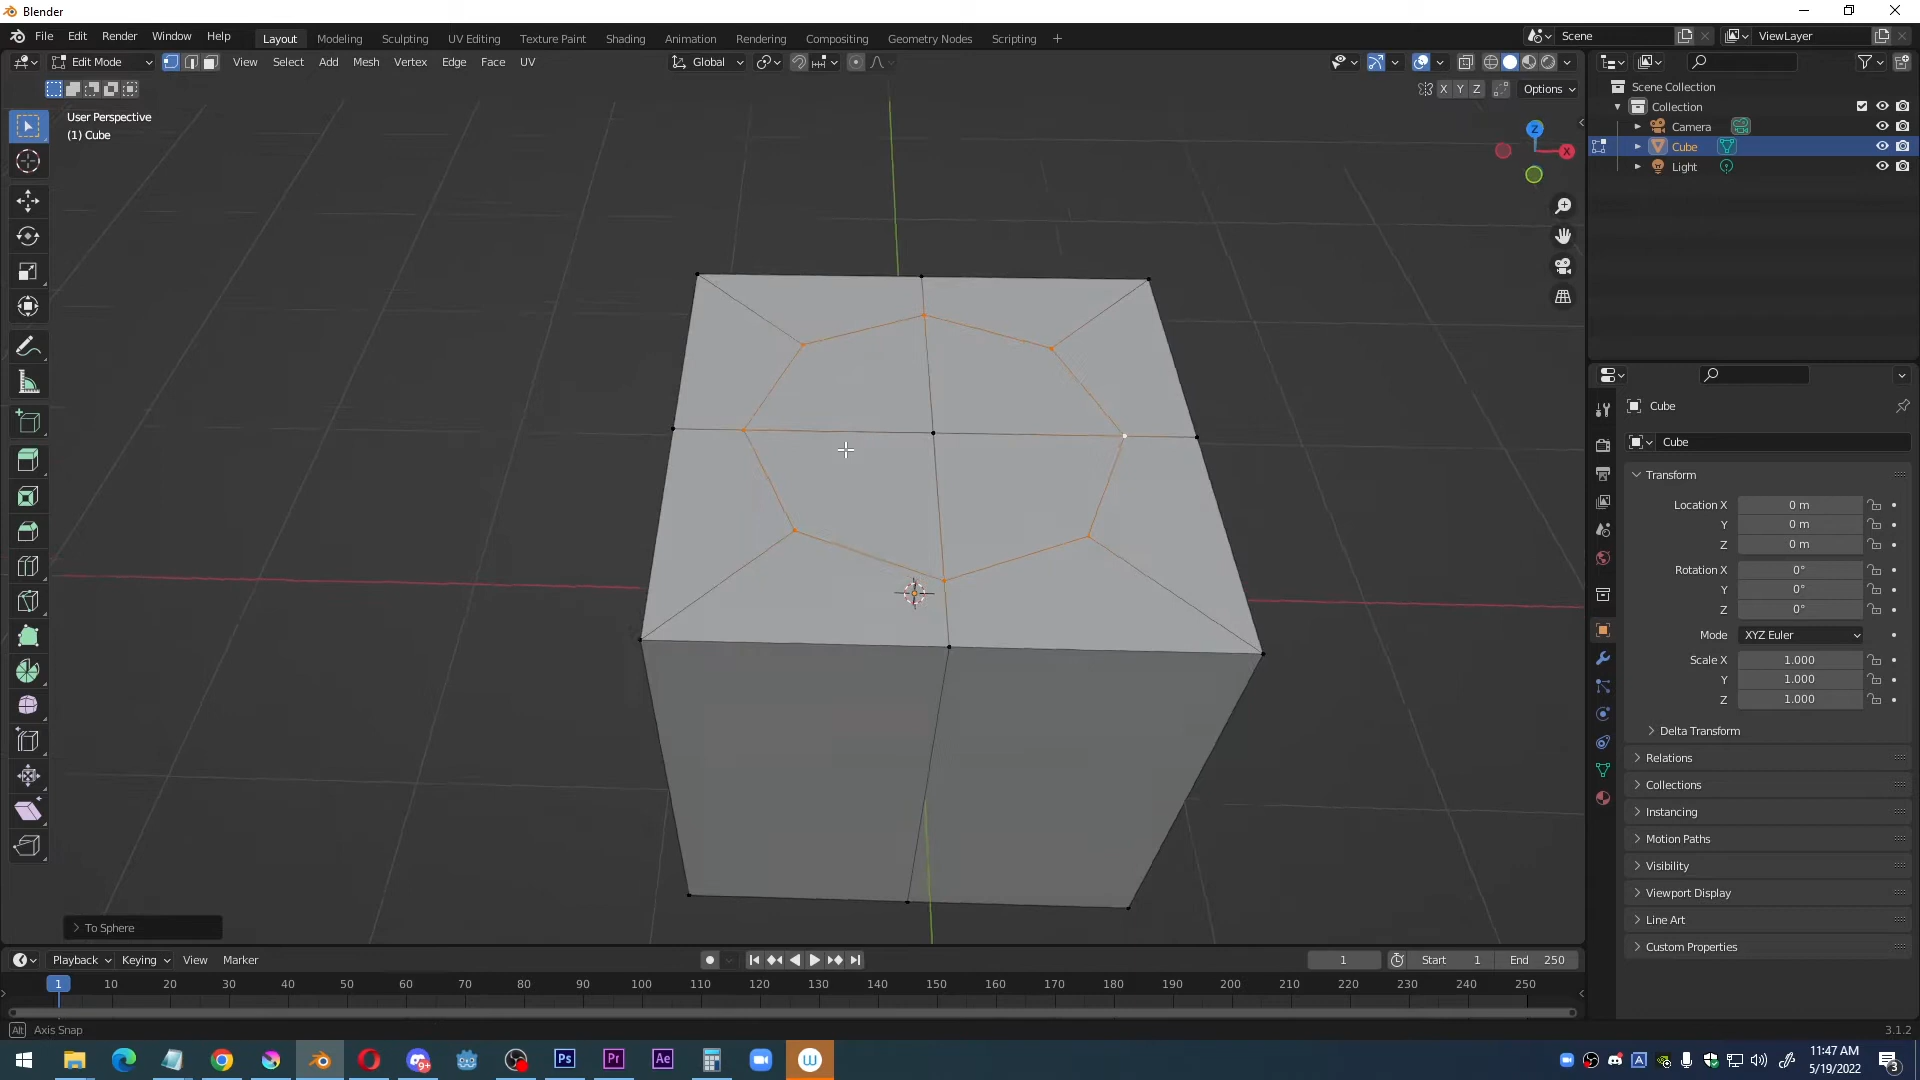 Blender
File Edit Render Window Help
Layout Modeling Sculpting UV Editing Texture Paint Shading Animation Rendering Compositing Geometry Nodes Scripting +
Scene
ViewLayer
Edit Mode
View Select Add Mesh Vertex Edge Face UV
Global
X Y Z Options
User Perspective
(1) Cube
Z
X
Scene Collection
Collection
Camera
Cube
Light
Cube
Cube
Transform
Location X 0 m
Y 0 m
Z 0 m
Rotation X 0°
Y 0°
Z 0°
Mode XYZ Euler
Scale X 1.000
Y 1.000
Z 1.000
Delta Transform
Relations
Collections
Instancing
Motion Paths
Visibility
Viewport Display
Line Art
Custom Properties
To Sphere
Playback Keying View Marker
1 Start 1 End 250
1 10 20 30 40 50 60 70 80 90 100 110 120 130 140 150 160 170 180 190 200 210 220 230 240 250
Alt Axis Snap
3.1.2
9+ Ps Pr Ae W
A
11:47 AM
5/19/2022
3